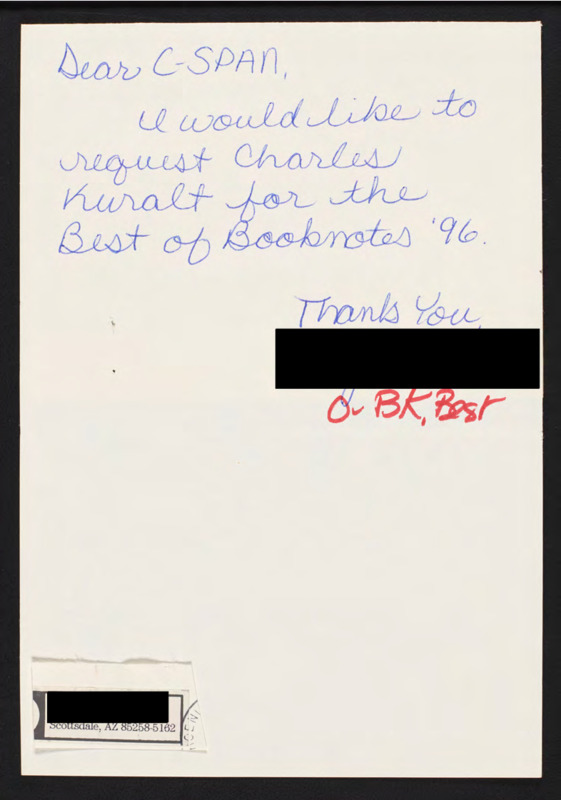 Dear C-SPAN,
I would like to
request Charles
Kuralt for the
Best of Booknotes '96.
Thank You,
BK, Best
Scottsdale, AZ 85258-5162